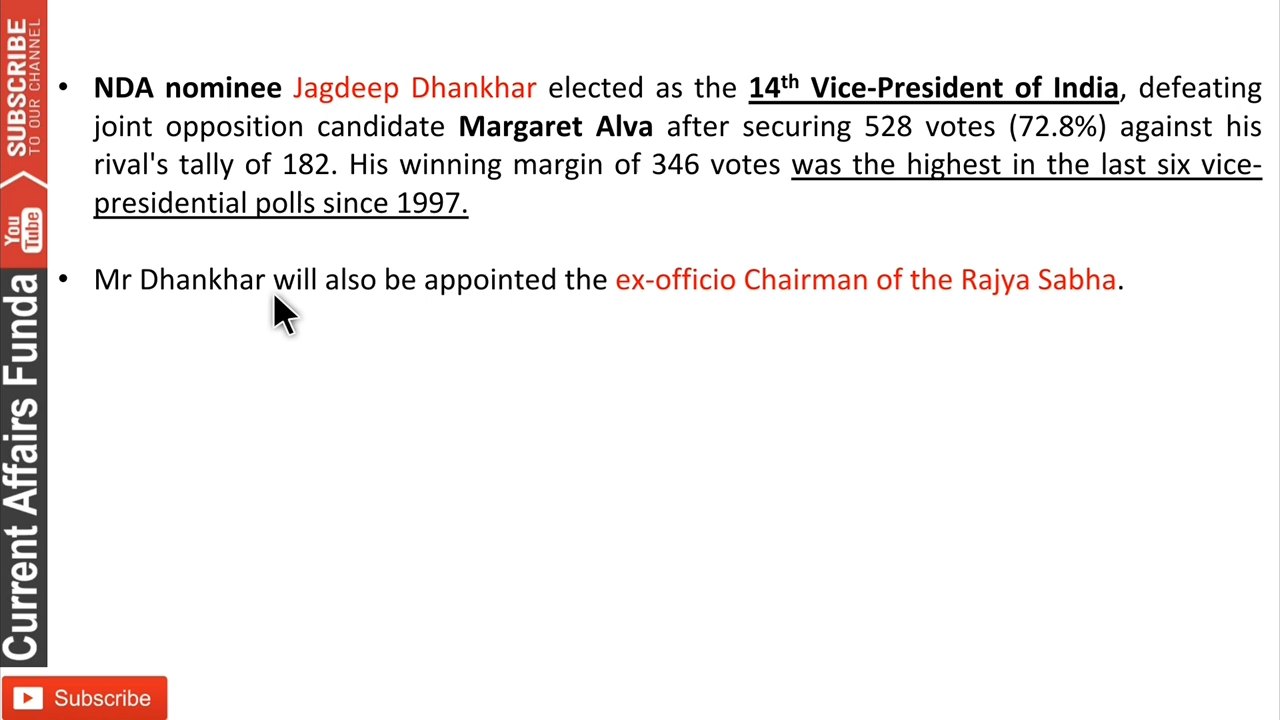 SUBSCRIBE
TO OUR CHANNEL
You
Tube
Current Affairs Funda
• NDA nominee Jagdeep Dhankhar elected as the 14th Vice-President of India, defeating
joint opposition candidate Margaret Alva after securing 528 votes (72.8%) against his
rival's tally of 182. His winning margin of 346 votes was the highest in the last six vice-
presidential polls since 1997.
• Mr Dhankhar will also be appointed the ex-officio Chairman of the Rajya Sabha.
Subscribe